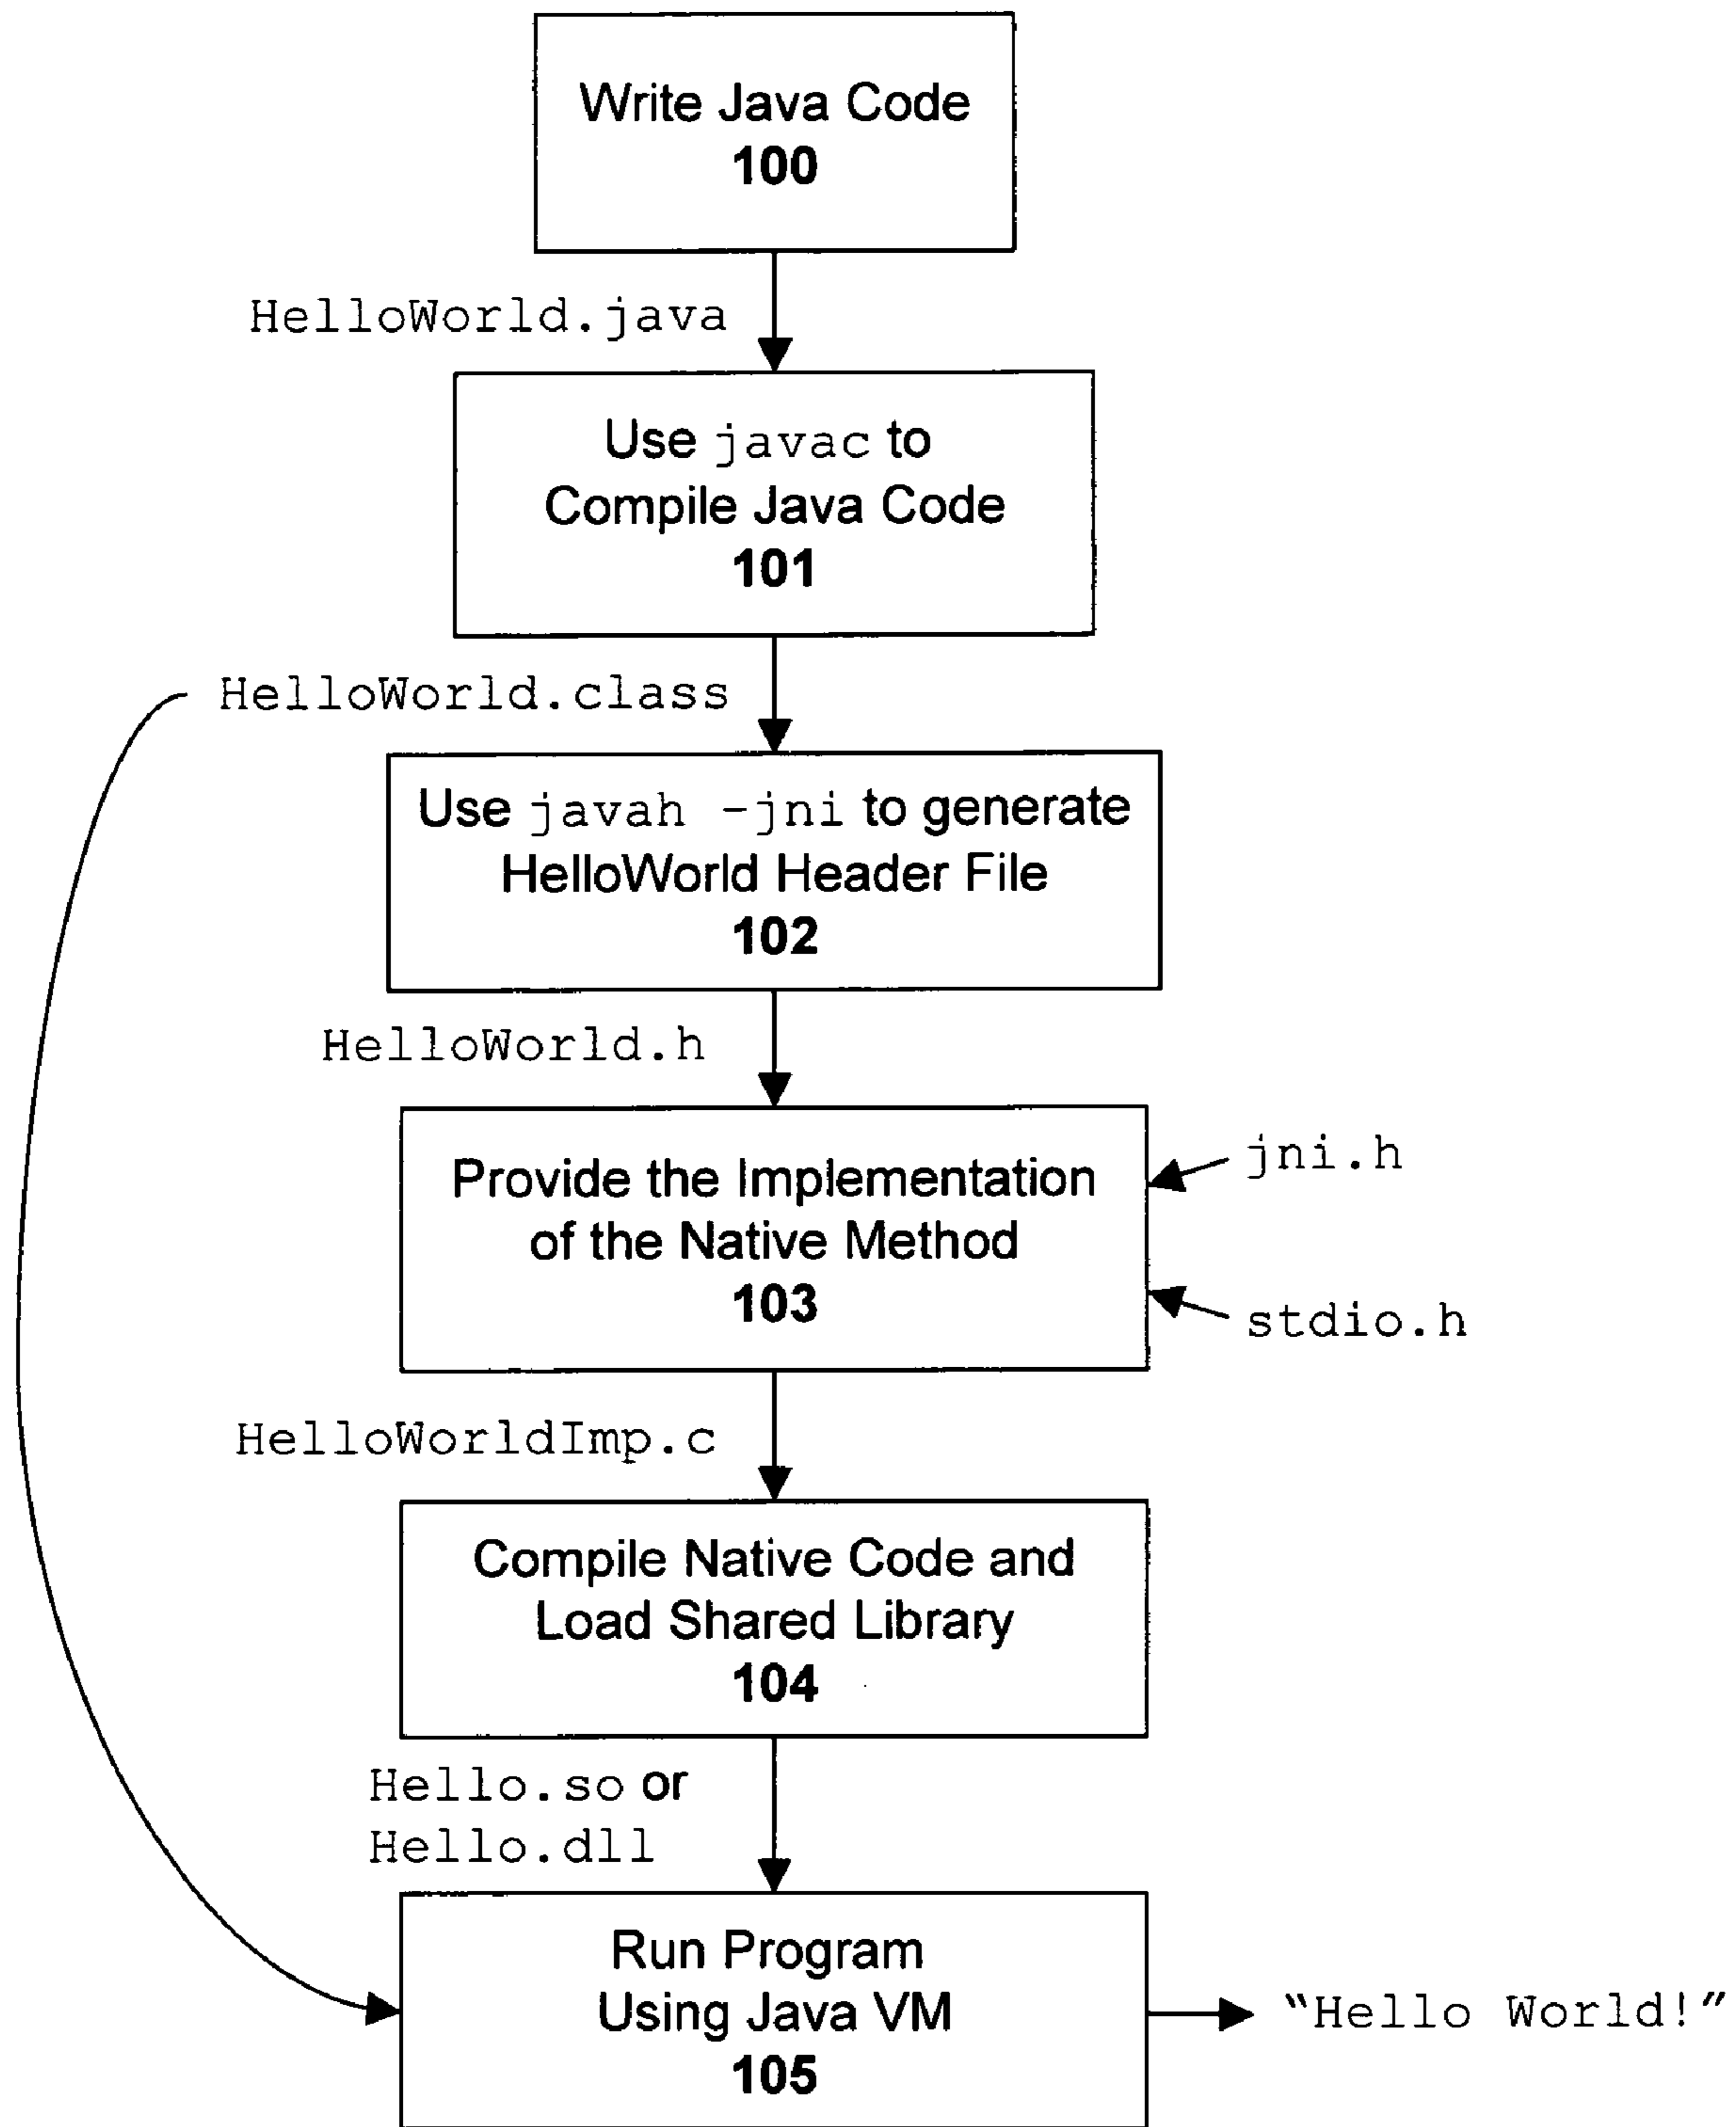 Write Java Code
100
HelloWorld.java
Use javac to
Compile Java Code
101
HelloWorld.class
Use javah -jni to generate
HelloWorld Header File
102
HelloWorld.h
Provide the Implementation
of the Native Method
103
jni.h
stdio.h
HelloWorldImp.c
Compile Native Code and
Load Shared Library
104
Hello.so or
Hello.dll
Run Program
Using Java VM
105
"Hello World!"